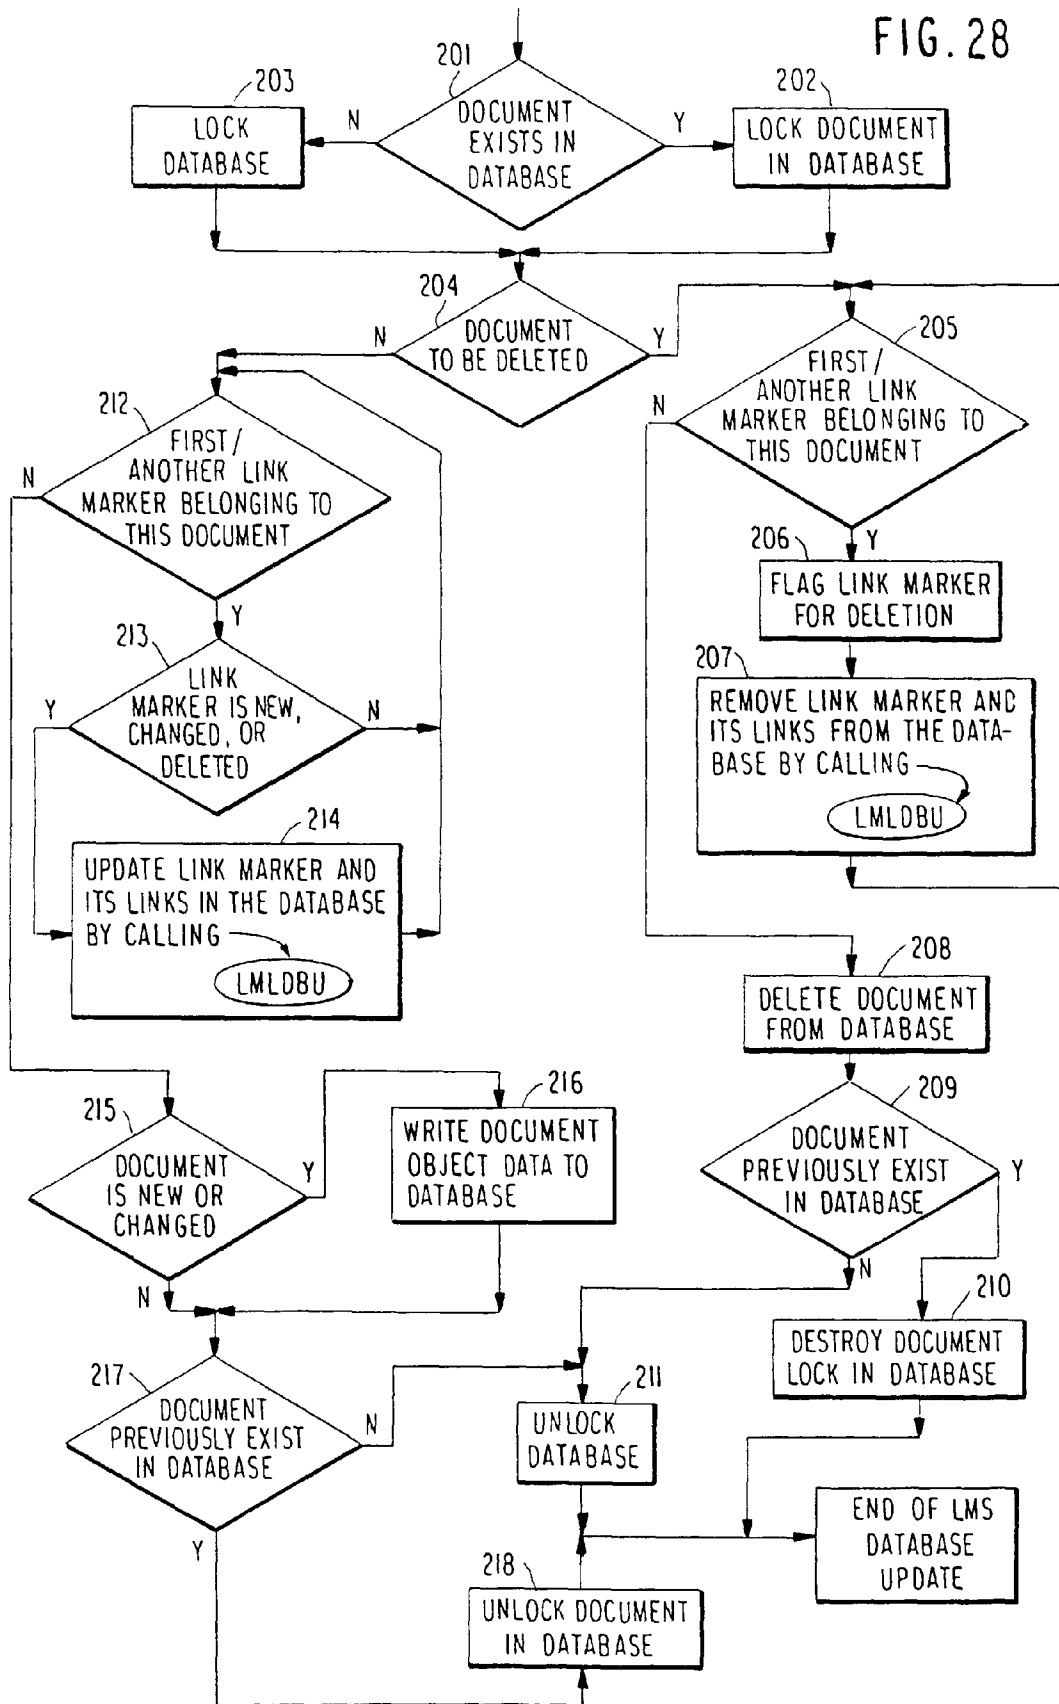 FIG. 28
201
DOCUMENT
EXISTS IN
DATABASE
N
Y
203
LOCK
DATABASE
202
LOCK DOCUMENT
IN DATABASE
204
DOCUMENT
TO BE DELETED
N
Y
205
FIRST/
ANOTHER LINK
MARKER BELONGING TO
THIS DOCUMENT
N
Y
206
FLAG LINK MARKER
FOR DELETION
207
REMOVE LINK MARKER AND
ITS LINKS FROM THE DATA-
BASE BY CALLING
LMLDBU
212
FIRST/
ANOTHER LINK
MARKER BELONGING TO
THIS DOCUMENT
N
Y
213
LINK
MARKER IS NEW,
CHANGED, OR
DELETED
Y
N
214
UPDATE LINK MARKER AND
ITS LINKS IN THE DATABASE
BY CALLING
LMLDBU
208
DELETE DOCUMENT
FROM DATABASE
209
DOCUMENT
PREVIOUSLY EXIST
IN DATABASE
Y
N
215
DOCUMENT
IS NEW OR
CHANGED
Y
N
216
WRITE DOCUMENT
OBJECT DATA TO
DATABASE
210
DESTROY DOCUMENT
LOCK IN DATABASE
217
DOCUMENT
PREVIOUSLY EXIST
IN DATABASE
N
Y
211
UNLOCK
DATABASE
END OF LMS
DATABASE
UPDATE
218
UNLOCK DOCUMENT
IN DATABASE